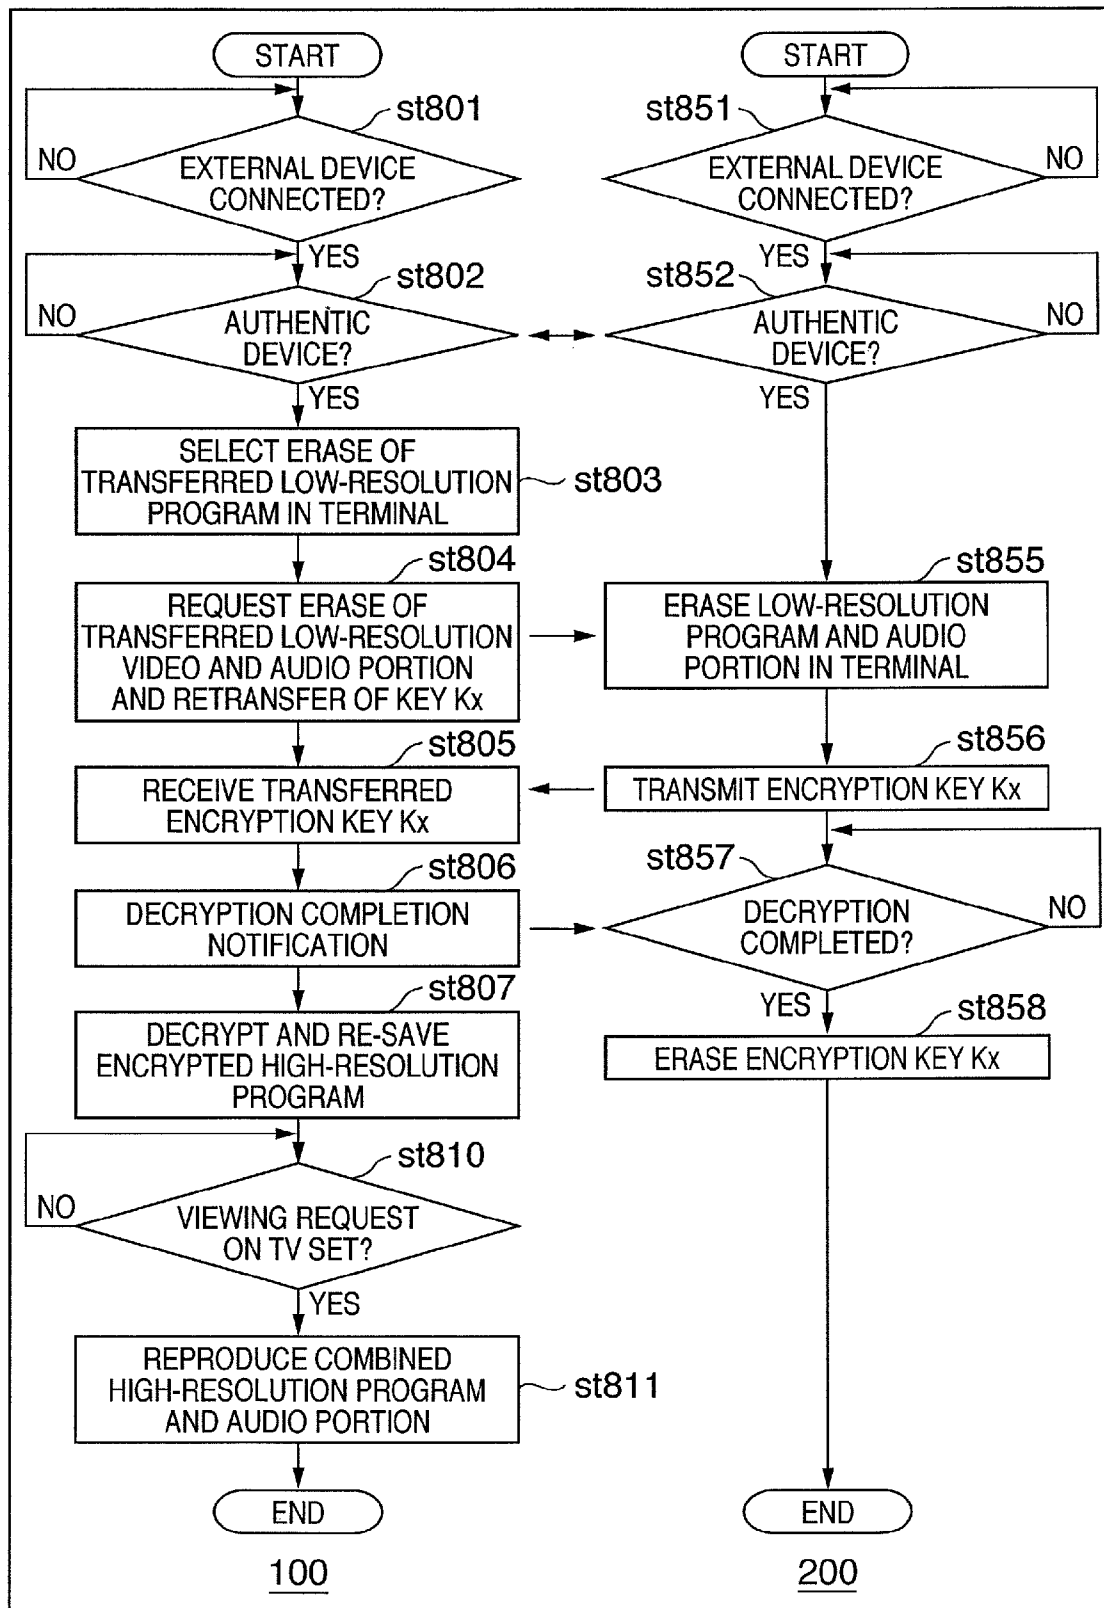 START
st801
NO
EXTERNAL DEVICE
CONNECTED?
YES
st802
NO
AUTHENTIC
DEVICE?
YES
SELECT ERASE OF
TRANSFERRED LOW-RESOLUTION
PROGRAM IN TERMINAL
st803
st804
REQUEST ERASE OF
TRANSFERRED LOW-RESOLUTION
VIDEO AND AUDIO PORTION
AND RETRANSFER OF KEY Kx
st805
RECEIVE TRANSFERRED
ENCRYPTION KEY Kx
st806
DECRYPTION COMPLETION
NOTIFICATION
st807
DECRYPT AND RE-SAVE
ENCRYPTED HIGH-RESOLUTION
PROGRAM
st810
NO
VIEWING REQUEST
ON TV SET?
YES
REPRODUCE COMBINED
HIGH-RESOLUTION PROGRAM
AND AUDIO PORTION
st811
END
100
START
st851
EXTERNAL DEVICE
CONNECTED?
NO
YES
st852
AUTHENTIC
DEVICE?
NO
YES
st855
ERASE LOW-RESOLUTION
PROGRAM AND AUDIO
PORTION IN TERMINAL
st856
TRANSMIT ENCRYPTION KEY Kx
st857
DECRYPTION
COMPLETED?
NO
YES
st858
ERASE ENCRYPTION KEY Kx
END
200